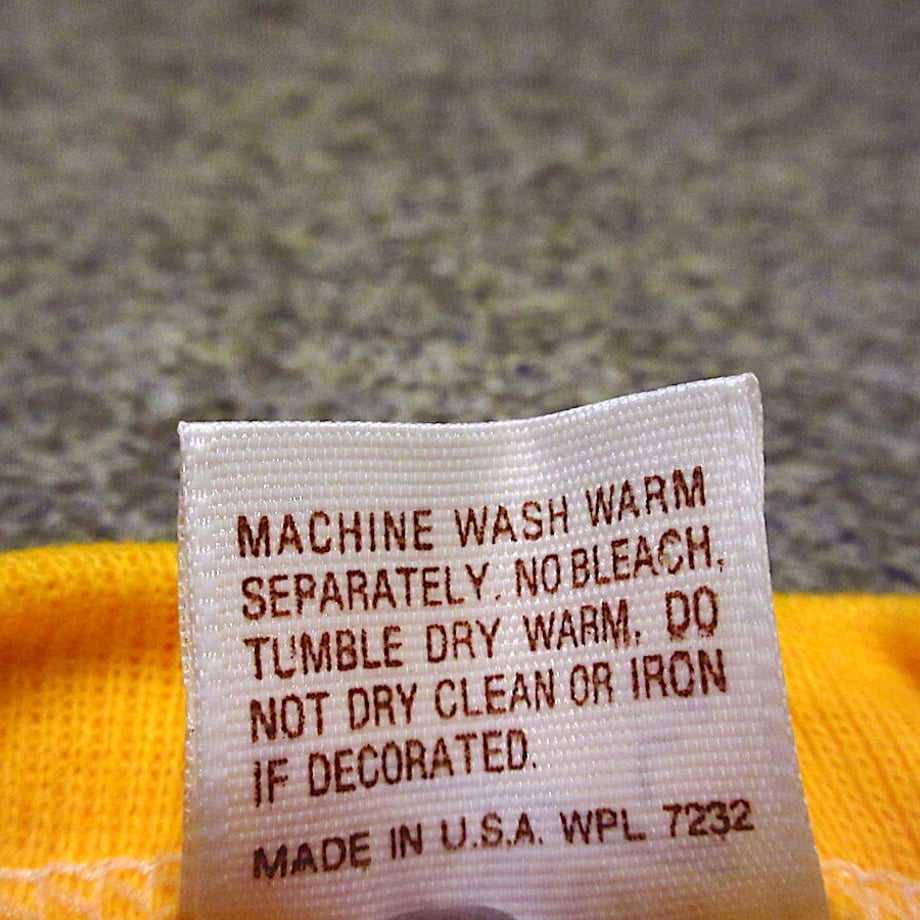 MACHINE WASH WARM
SEPARATELY. NO BLEACH.
TUMBLE DRY WARM. DO
NOT DRY CLEAN OR IRON
IF DECORATED.
MADE IN U.S.A. WPL 7232